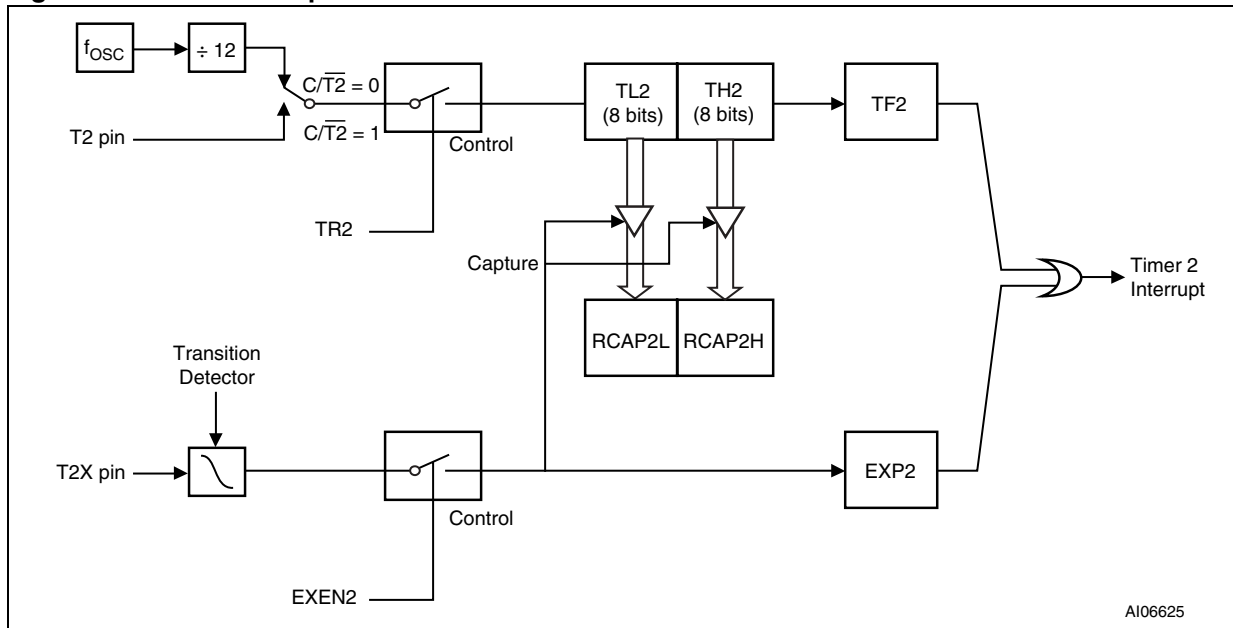 fOSC
÷ 12
C/T2̅ = 0
C/T2̅ = 1
T2 pin
Control
TR2
TL2
(8 bits)
TH2
(8 bits)
TF2
Capture
RCAP2L
RCAP2H
Timer 2
Interrupt
Transition
Detector
T2X pin
Control
EXEN2
EXP2
AI06625